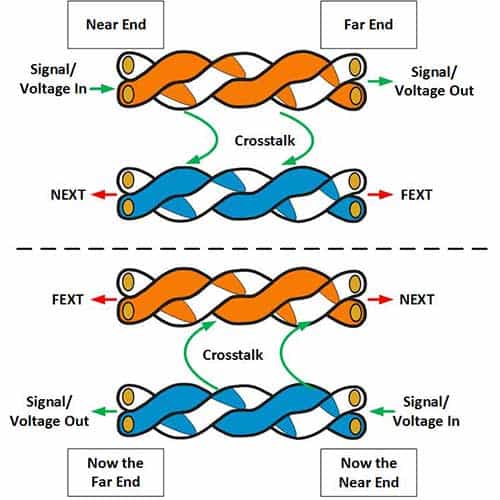 Near End
Far End
Signal/
Voltage In
Signal/
Voltage Out
Crosstalk
NEXT
FEXT
FEXT
NEXT
Crosstalk
Signal/
Voltage Out
Signal/
Voltage In
Now the
Far End
Now the
Near End